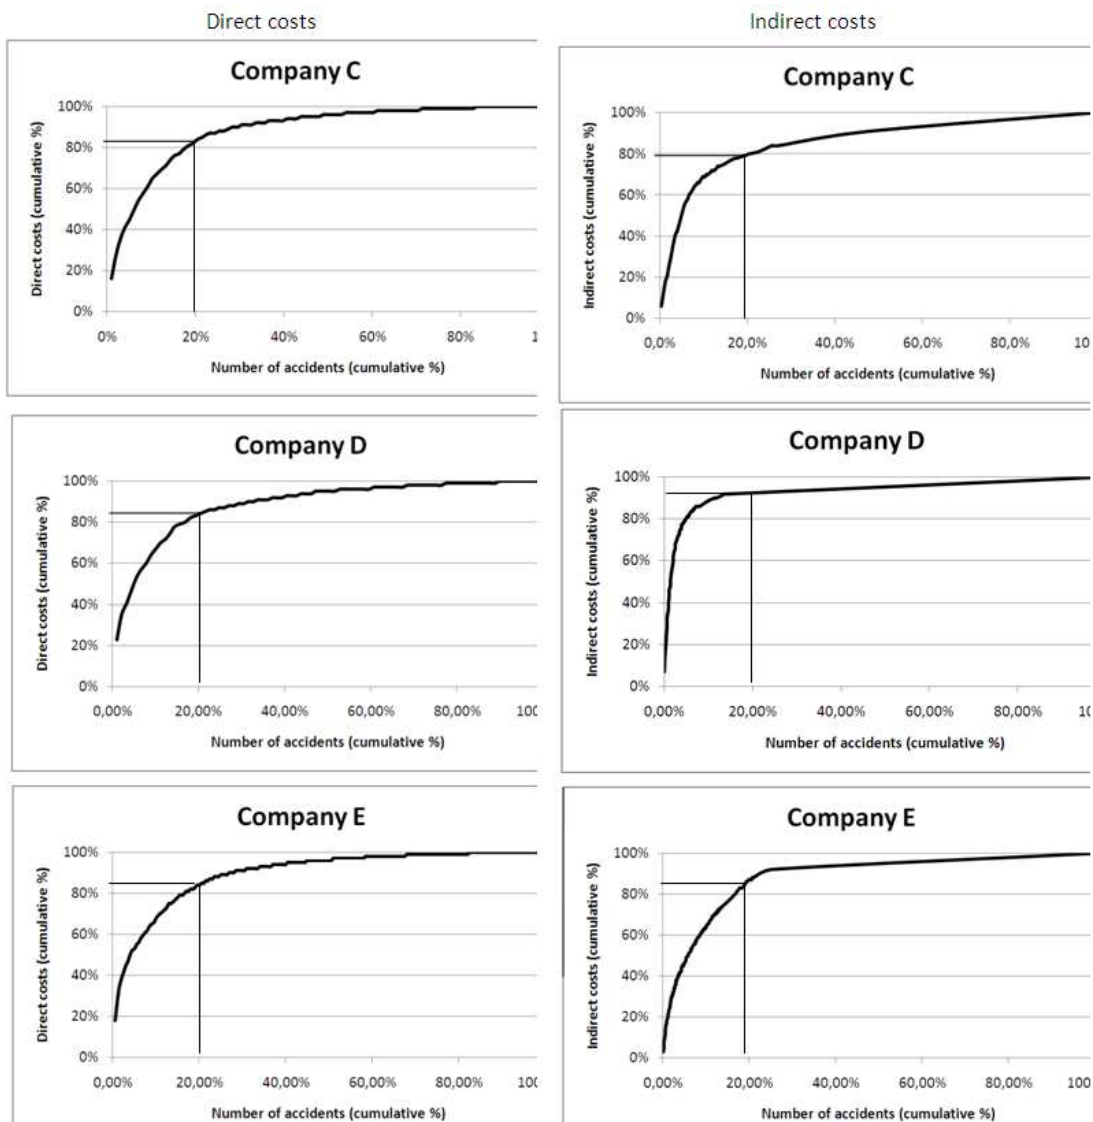 Direct costs
Indirect costs
Company C
Direct costs (cumulative %)
100%
80%
60%
40%
20%
0%
0% 20% 40% 60% 80% 1
Number of accidents (cumulative %)
Company C
Indirect costs (cumulative %)
100%
80%
60%
40%
20%
0%
0,0% 20,0% 40,0% 60,0% 80,0% 10
Number of accidents (cumulative %)
Company D
Direct costs (cumulative %)
100%
80%
60%
40%
20%
0%
0,00% 20,00% 40,00% 60,00% 80,00% 100
Number of accidents (cumulative %)
Company D
Indirect costs (cumulative %)
100%
80%
60%
40%
20%
0%
0,00% 20,00% 40,00% 60,00% 80,00% 10
Number of accidents (cumulative %)
Company E
Direct costs (cumulative %)
100%
80%
60%
40%
20%
0%
0,00% 20,00% 40,00% 60,00% 80,00% 100
Number of accidents (cumulative %)
Company E
Indirect costs (cumulative %)
100%
80%
60%
40%
20%
0%
0,00% 20,00% 40,00% 60,00% 80,00% 100
Number of accidents (cumulative %)